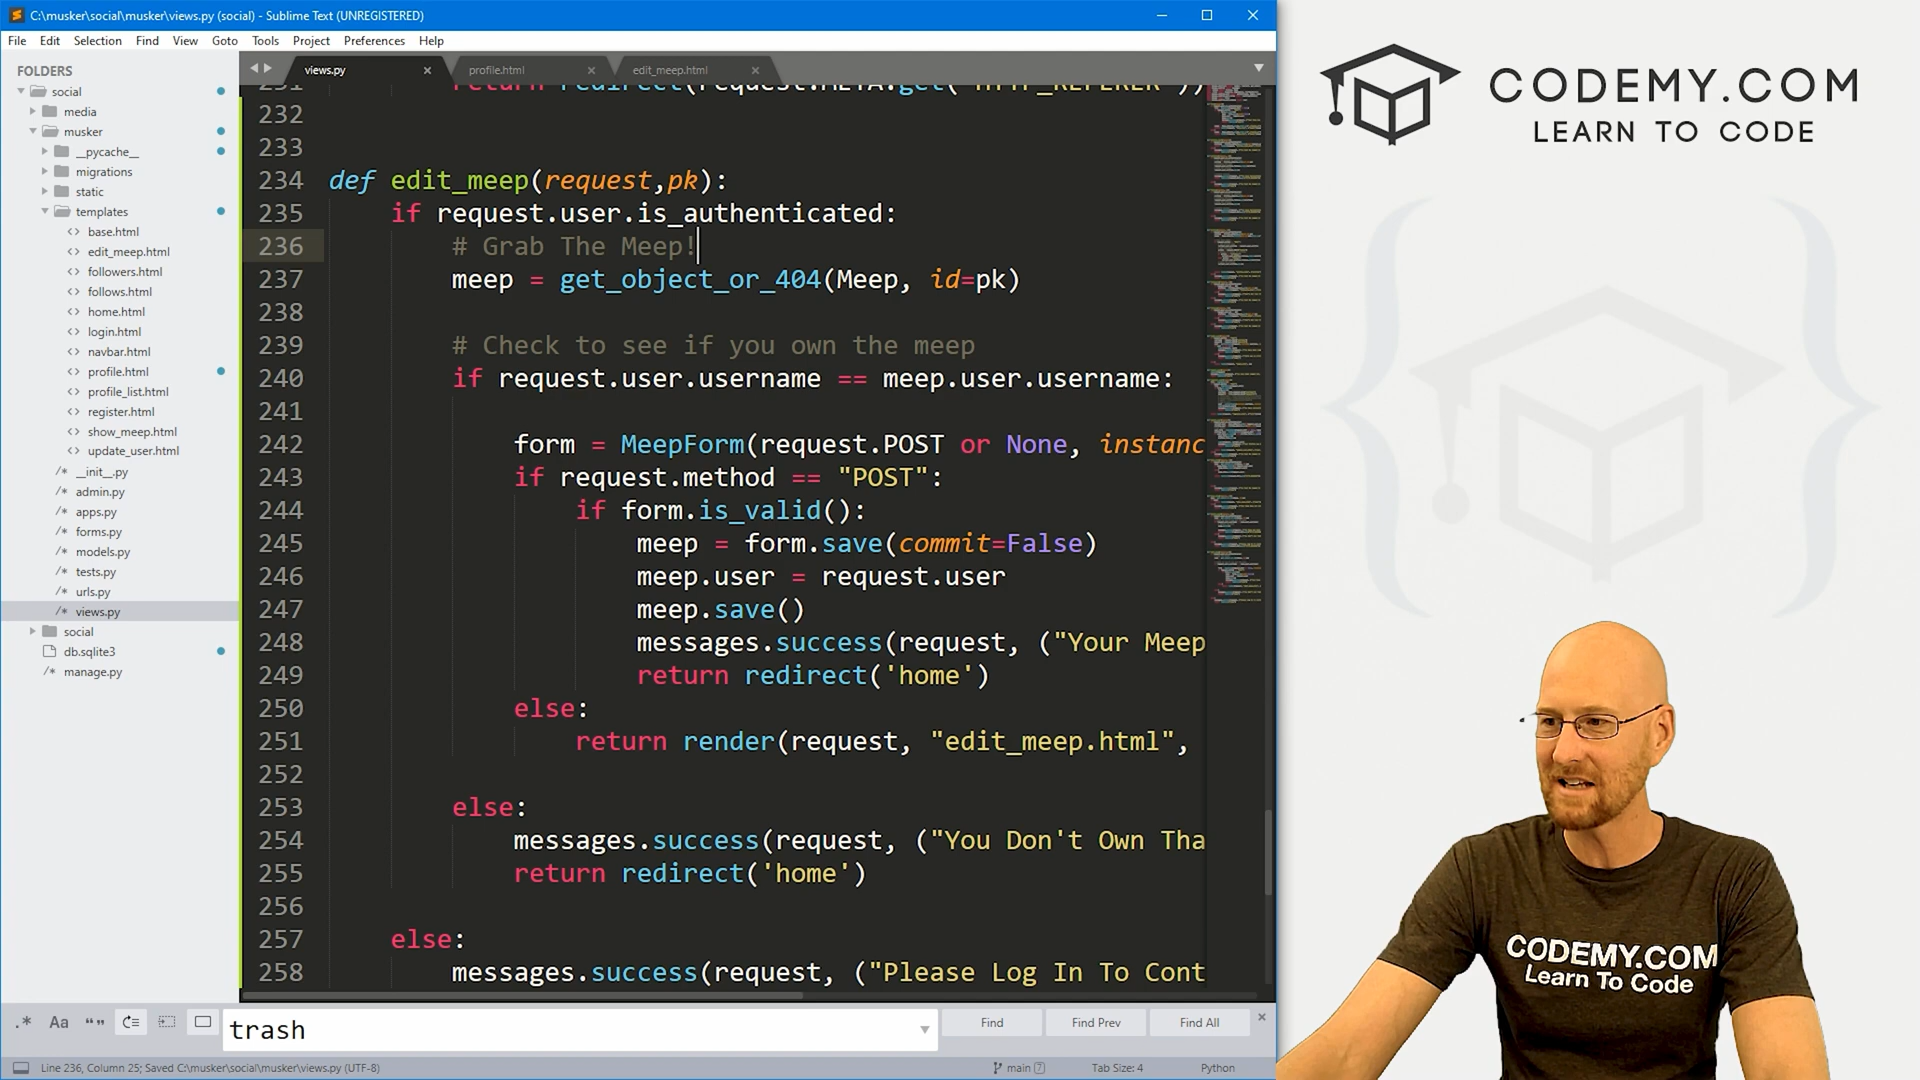 C:\musker\social\musker\views.py (social) - Sublime Text (UNREGISTERED)
File Edit Selection Find View Goto Tools Project Preferences Help
FOLDERS
social
media
musker
__pycache__
migrations
static
templates
base.html
edit_meep.html
followers.html
follows.html
home.html
login.html
navbar.html
profile.html
profile_list.html
register.html
show_meep.html
update_user.html
__init__.py
admin.py
apps.py
forms.py
models.py
tests.py
urls.py
views.py
social
db.sqlite3
manage.py
views.py profile.html edit_meep.html
231 return redirect(request.META.get("HTTP_REFERER"))
232
233
234 def edit_meep(request,pk):
235 if request.user.is_authenticated:
236 # Grab The Meep!
237 meep = get_object_or_404(Meep, id=pk)
238
239 # Check to see if you own the meep
240 if request.user.username == meep.user.username:
241
242 form = MeepForm(request.POST or None, instanc
243 if request.method == "POST":
244 if form.is_valid():
245 meep = form.save(commit=False)
246 meep.user = request.user
247 meep.save()
248 messages.success(request, ("Your Meep
249 return redirect('home')
250 else:
251 return render(request, "edit_meep.html",
252
253 else:
254 messages.success(request, ("You Don't Own Tha
255 return redirect('home')
256
257 else:
258 messages.success(request, ("Please Log In To Cont
.* Aa “” trash Find Find Prev Find All
Line 236, Column 25; Saved C:\musker\social\musker\views.py (UTF-8) main 7 Tab Size: 4 Python
CODEMY.COM
LEARN TO CODE
CODEMY.COM
Learn To Code